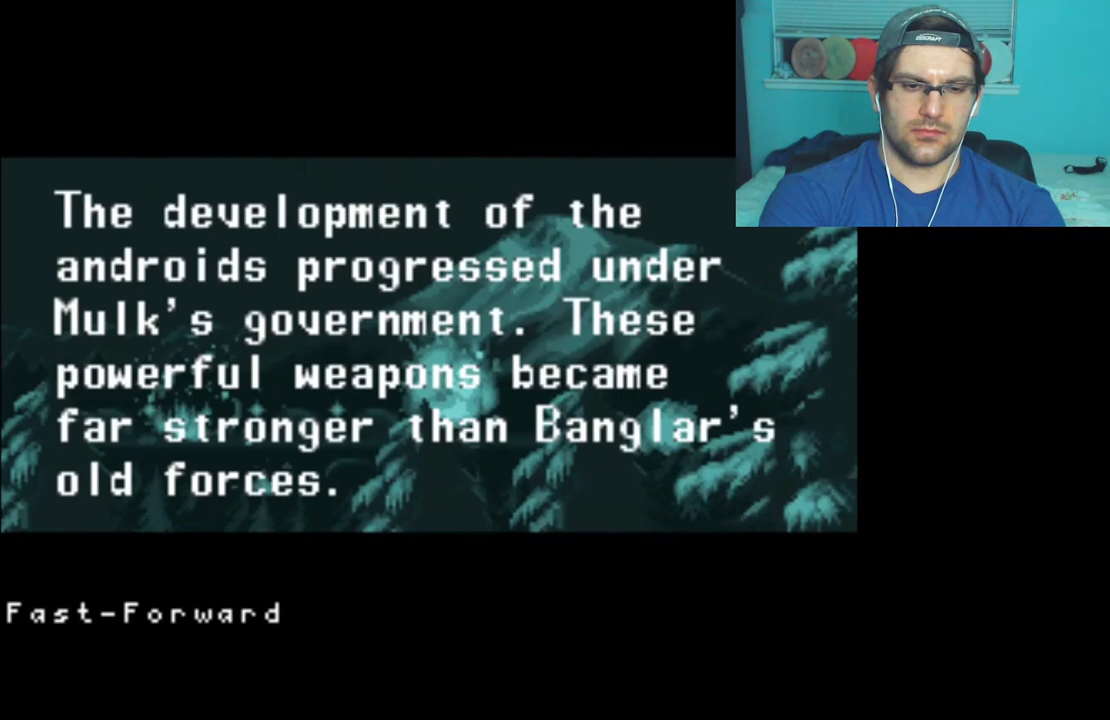 The development of the
androids progressed under
Mulk's government. These
powerful weapons became
far stronger than Banglar's
old forces.
Fast-Forward